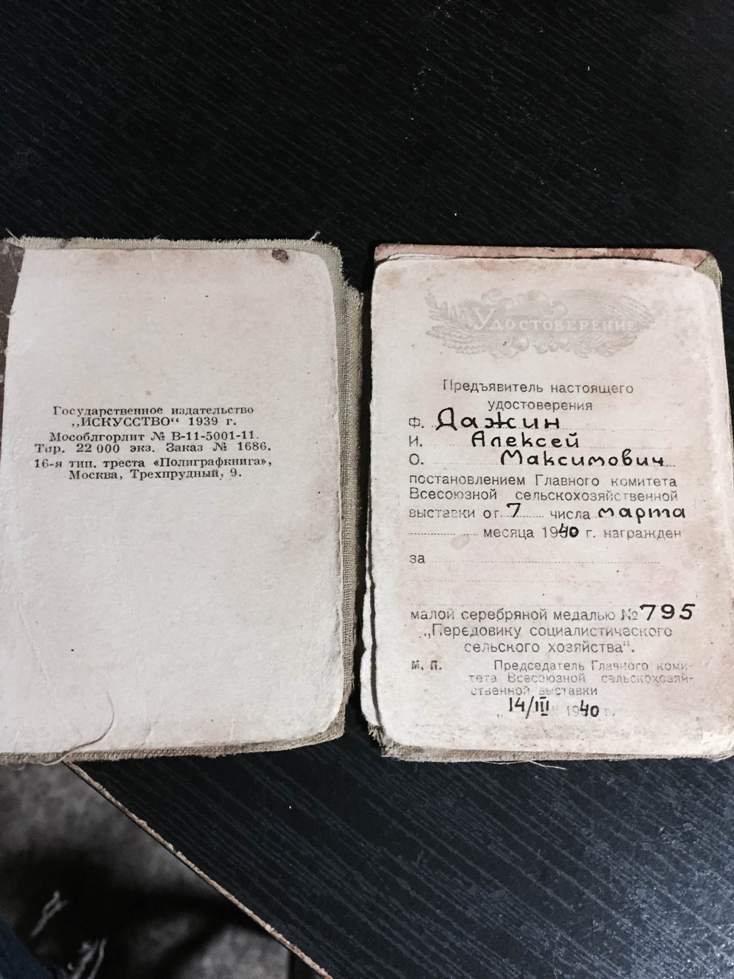 Государственное издательство
„ИСКУССТВО“ 1939 г.
Мособлгорлит № В-11-5001-11.
Тир. 22 000 экз. Заказ № 1686.
16-я тип. треста «Полиграфкнига»,
Москва, Трехпрудный, 9.
УДОСТОВЕРЕНИЕ
Предъявитель настоящего
удостоверения
Ф. Дажин
И. Алексей
О. Максимович
постановлением Главного комитета
Всесоюзной сельскохозяйственной
выставки от 7 числа марта
месяца 1940 г. награжден
за
малой серебряной медалью № 795
„Передовику социалистического
сельского хозяйства“.
М. П. Председатель Главного коми-
тета Всесоюзной сельскохозяй-
ственной выставки
„14/III 1940 г.